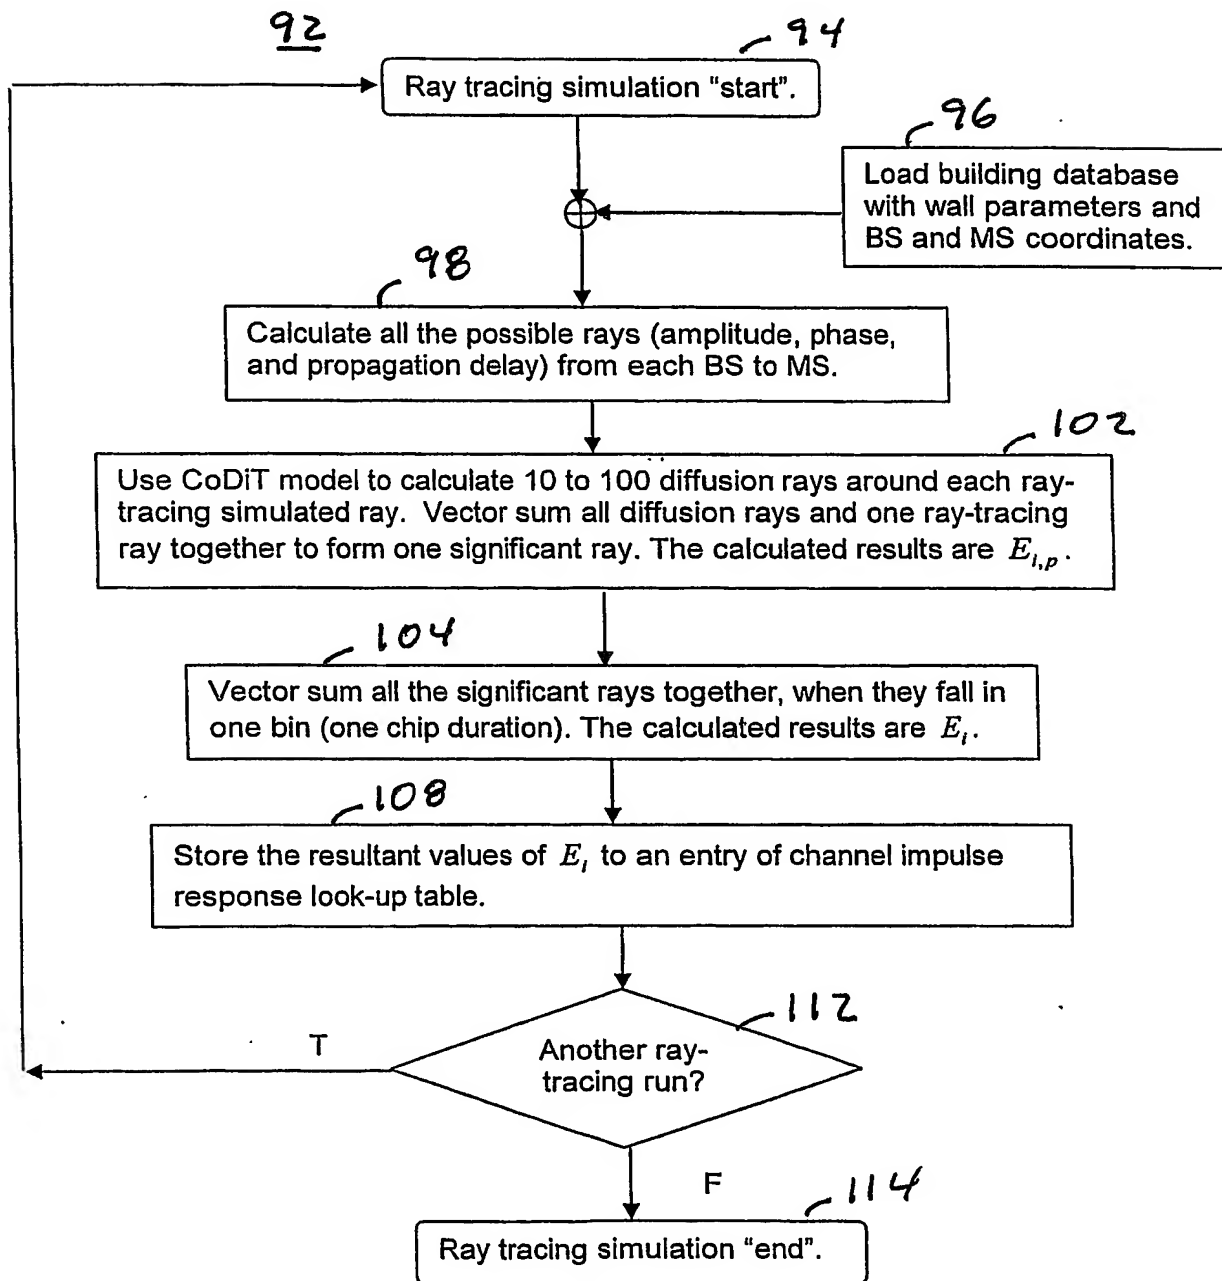 92
94
Ray tracing simulation "start".
96
Load building database
with wall parameters and
BS and MS coordinates.
98
Calculate all the possible rays (amplitude, phase,
and propagation delay) from each BS to MS.
102
Use CoDiT model to calculate 10 to 100 diffusion rays around each ray-
tracing simulated ray. Vector sum all diffusion rays and one ray-tracing
ray together to form one significant ray. The calculated results are E_{i,p}.
104
Vector sum all the significant rays together, when they fall in
one bin (one chip duration). The calculated results are E_i.
108
Store the resultant values of E_i to an entry of channel impulse
response look-up table.
112
T
Another ray-
tracing run?
F
114
Ray tracing simulation "end".